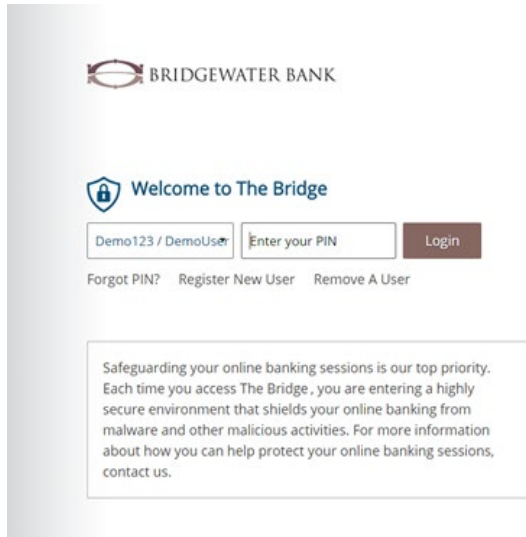 BRIDGEWATER BANK
Welcome to The Bridge
Demo123 / DemoUser Enter your PIN Login
Forgot PIN? Register New User Remove A User
Safeguarding your online banking sessions is our top priority.
Each time you access The Bridge , you are entering a highly
secure environment that shields your online banking from
malware and other malicious activities. For more information
about how you can help protect your online banking sessions,
contact us.